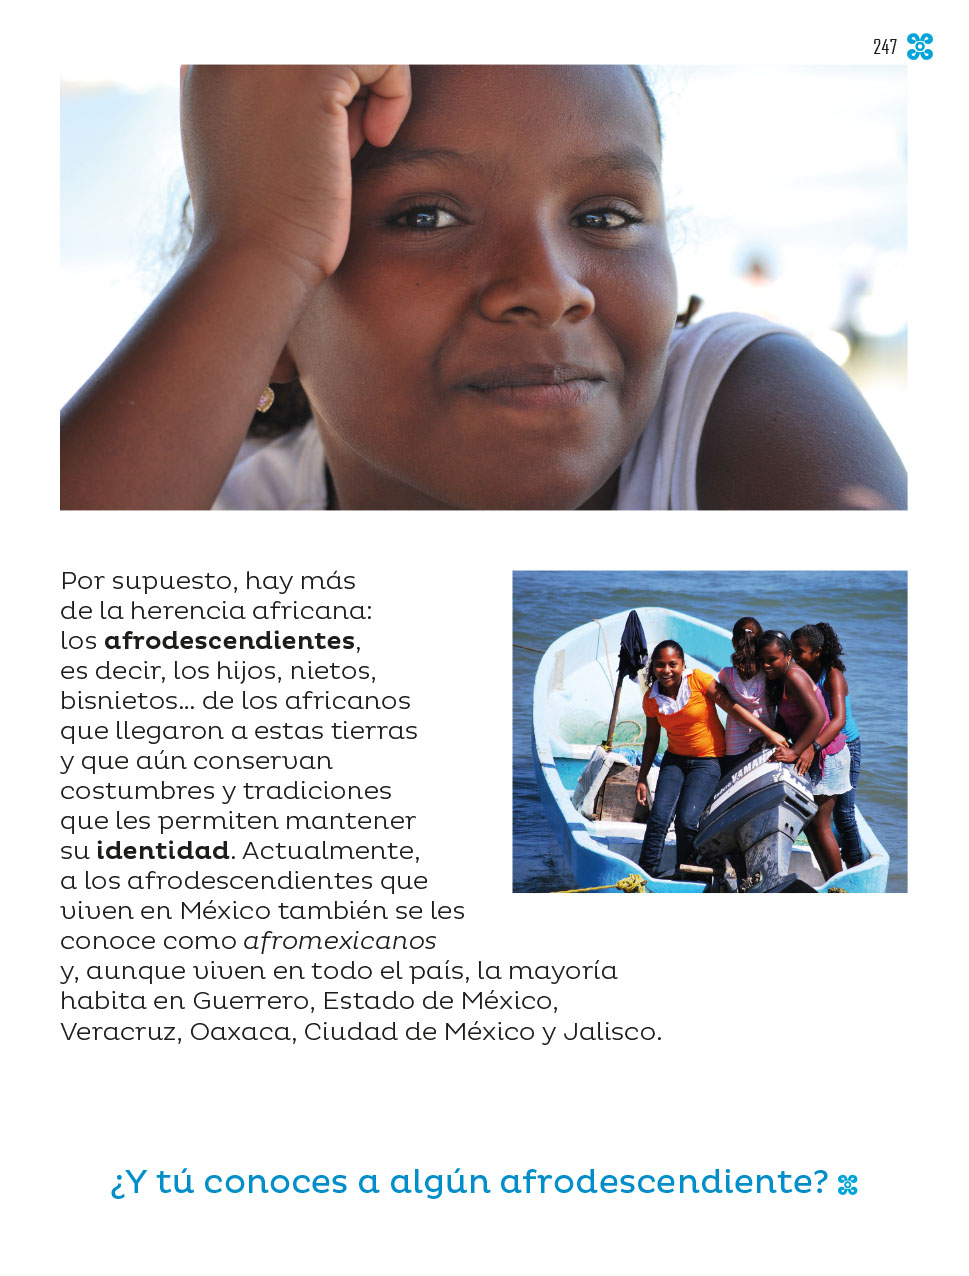 247
Por supuesto, hay más
de la herencia africana:
los afrodescendientes,
es decir, los hijos, nietos,
bisnietos... de los africanos
que llegaron a estas tierras
y que aún conservan
costumbres y tradiciones
que les permiten mantener
su identidad. Actualmente,
a los afrodescendientes que
viven en México también se les
conoce como afromexicanos
y, aunque viven en todo el país, la mayoría
habita en Guerrero, Estado de México,
Veracruz, Oaxaca, Ciudad de México y Jalisco.
YAMAHA
¿Y tú conoces a algún afrodescendiente?